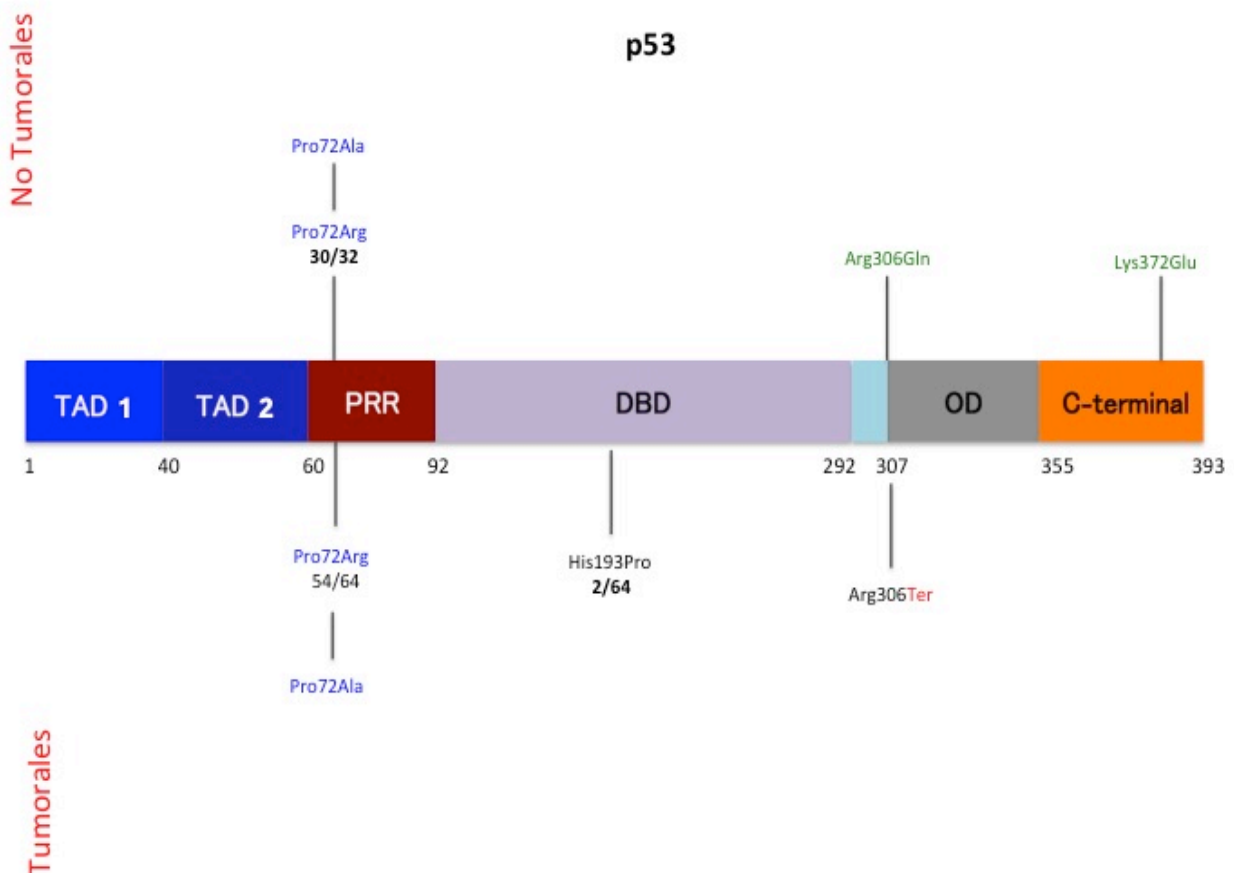 p53
No Tumorales
Pro72Ala
Pro72Arg
30/32
Arg306Gln
Lys372Glu
TAD 1
TAD 2
PRR
DBD
OD
C-terminal
1
40
60
92
292
307
355
393
Pro72Arg
54/64
Pro72Ala
His193Pro
2/64
Arg306Ter
Tumorales